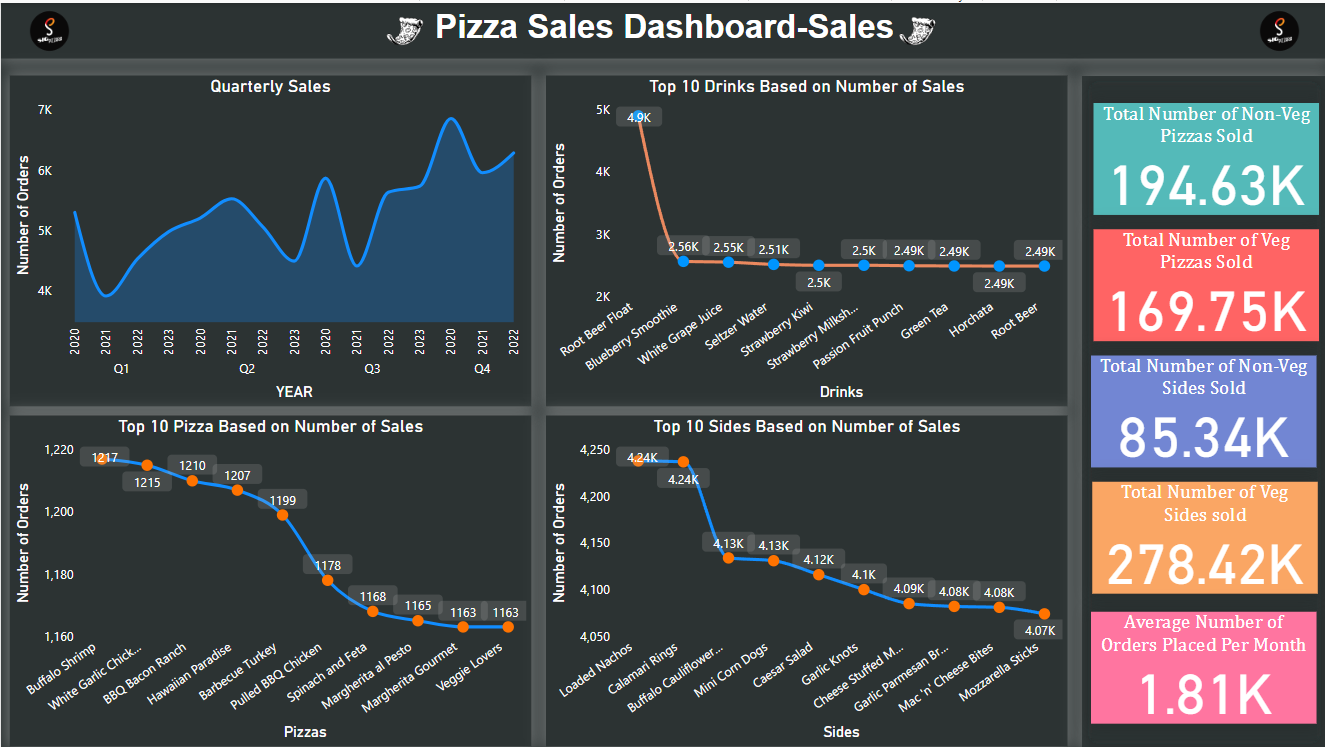 Pizza Sales Dashboard-Sales
Quarterly Sales
Number of Orders
7K
6K
5K
4K
2020 2021 2022 2023 2020 2021 2022 2023 2020 2021 2022 2023 2020 2021 2022
Q1 Q2 Q3 Q4
YEAR
Top 10 Drinks Based on Number of Sales
Number of Orders
5K
4K
3K
2K
4.9K 2.56K 2.55K 2.51K 2.5K 2.5K 2.49K 2.49K 2.49K 2.49K
Root Beer Float
Blueberry Smoothie
White Grape Juice
Seltzer Water
Strawberry Kiwi
Strawberry Milksh...
Passion Fruit Punch
Green Tea
Horchata
Root Beer
Drinks
Top 10 Pizza Based on Number of Sales
Number of Orders
1,220
1,200
1,180
1,160
1217 1215 1210 1207 1199 1178 1168 1165 1163 1163
Buffalo Shrimp
White Garlic Chick...
BBQ Bacon Ranch
Hawaiian Paradise
Barbecue Turkey
Pulled BBQ Chicken
Spinach and Feta
Margherita al Pesto
Margherita Gourmet
Veggie Lovers
Pizzas
Top 10 Sides Based on Number of Sales
Number of Orders
4,250
4,200
4,150
4,100
4,050
4.24K 4.24K 4.13K 4.13K 4.12K 4.1K 4.09K 4.08K 4.08K 4.07K
Loaded Nachos
Calamari Rings
Buffalo Cauliflower...
Mini Corn Dogs
Caesar Salad
Garlic Knots
Cheese Stuffed M...
Garlic Parmesan Br...
Mac 'n' Cheese Bites
Mozzarella Sticks
Sides
Total Number of Non-Veg
Pizzas Sold
194.63K
Total Number of Veg
Pizzas Sold
169.75K
Total Number of Non-Veg
Sides Sold
85.34K
Total Number of Veg
Sides sold
278.42K
Average Number of
Orders Placed Per Month
1.81K